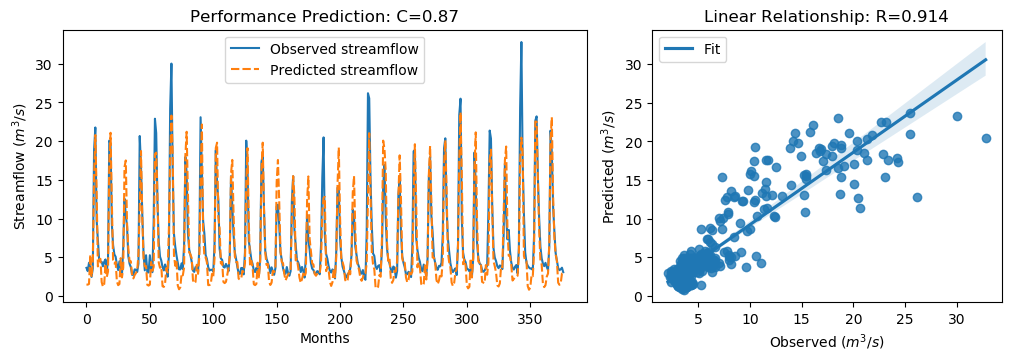 Performance Prediction: C=0.87
Observed streamflow
Predicted streamflow
Streamflow (m³/s)
30
25
20
15
10
5
0
0 50 100 150 200 250 300 350
Months
Linear Relationship: R=0.914
Fit
Predicted (m³/s)
30
25
20
15
10
5
0
5 10 15 20 25 30
Observed (m³/s)